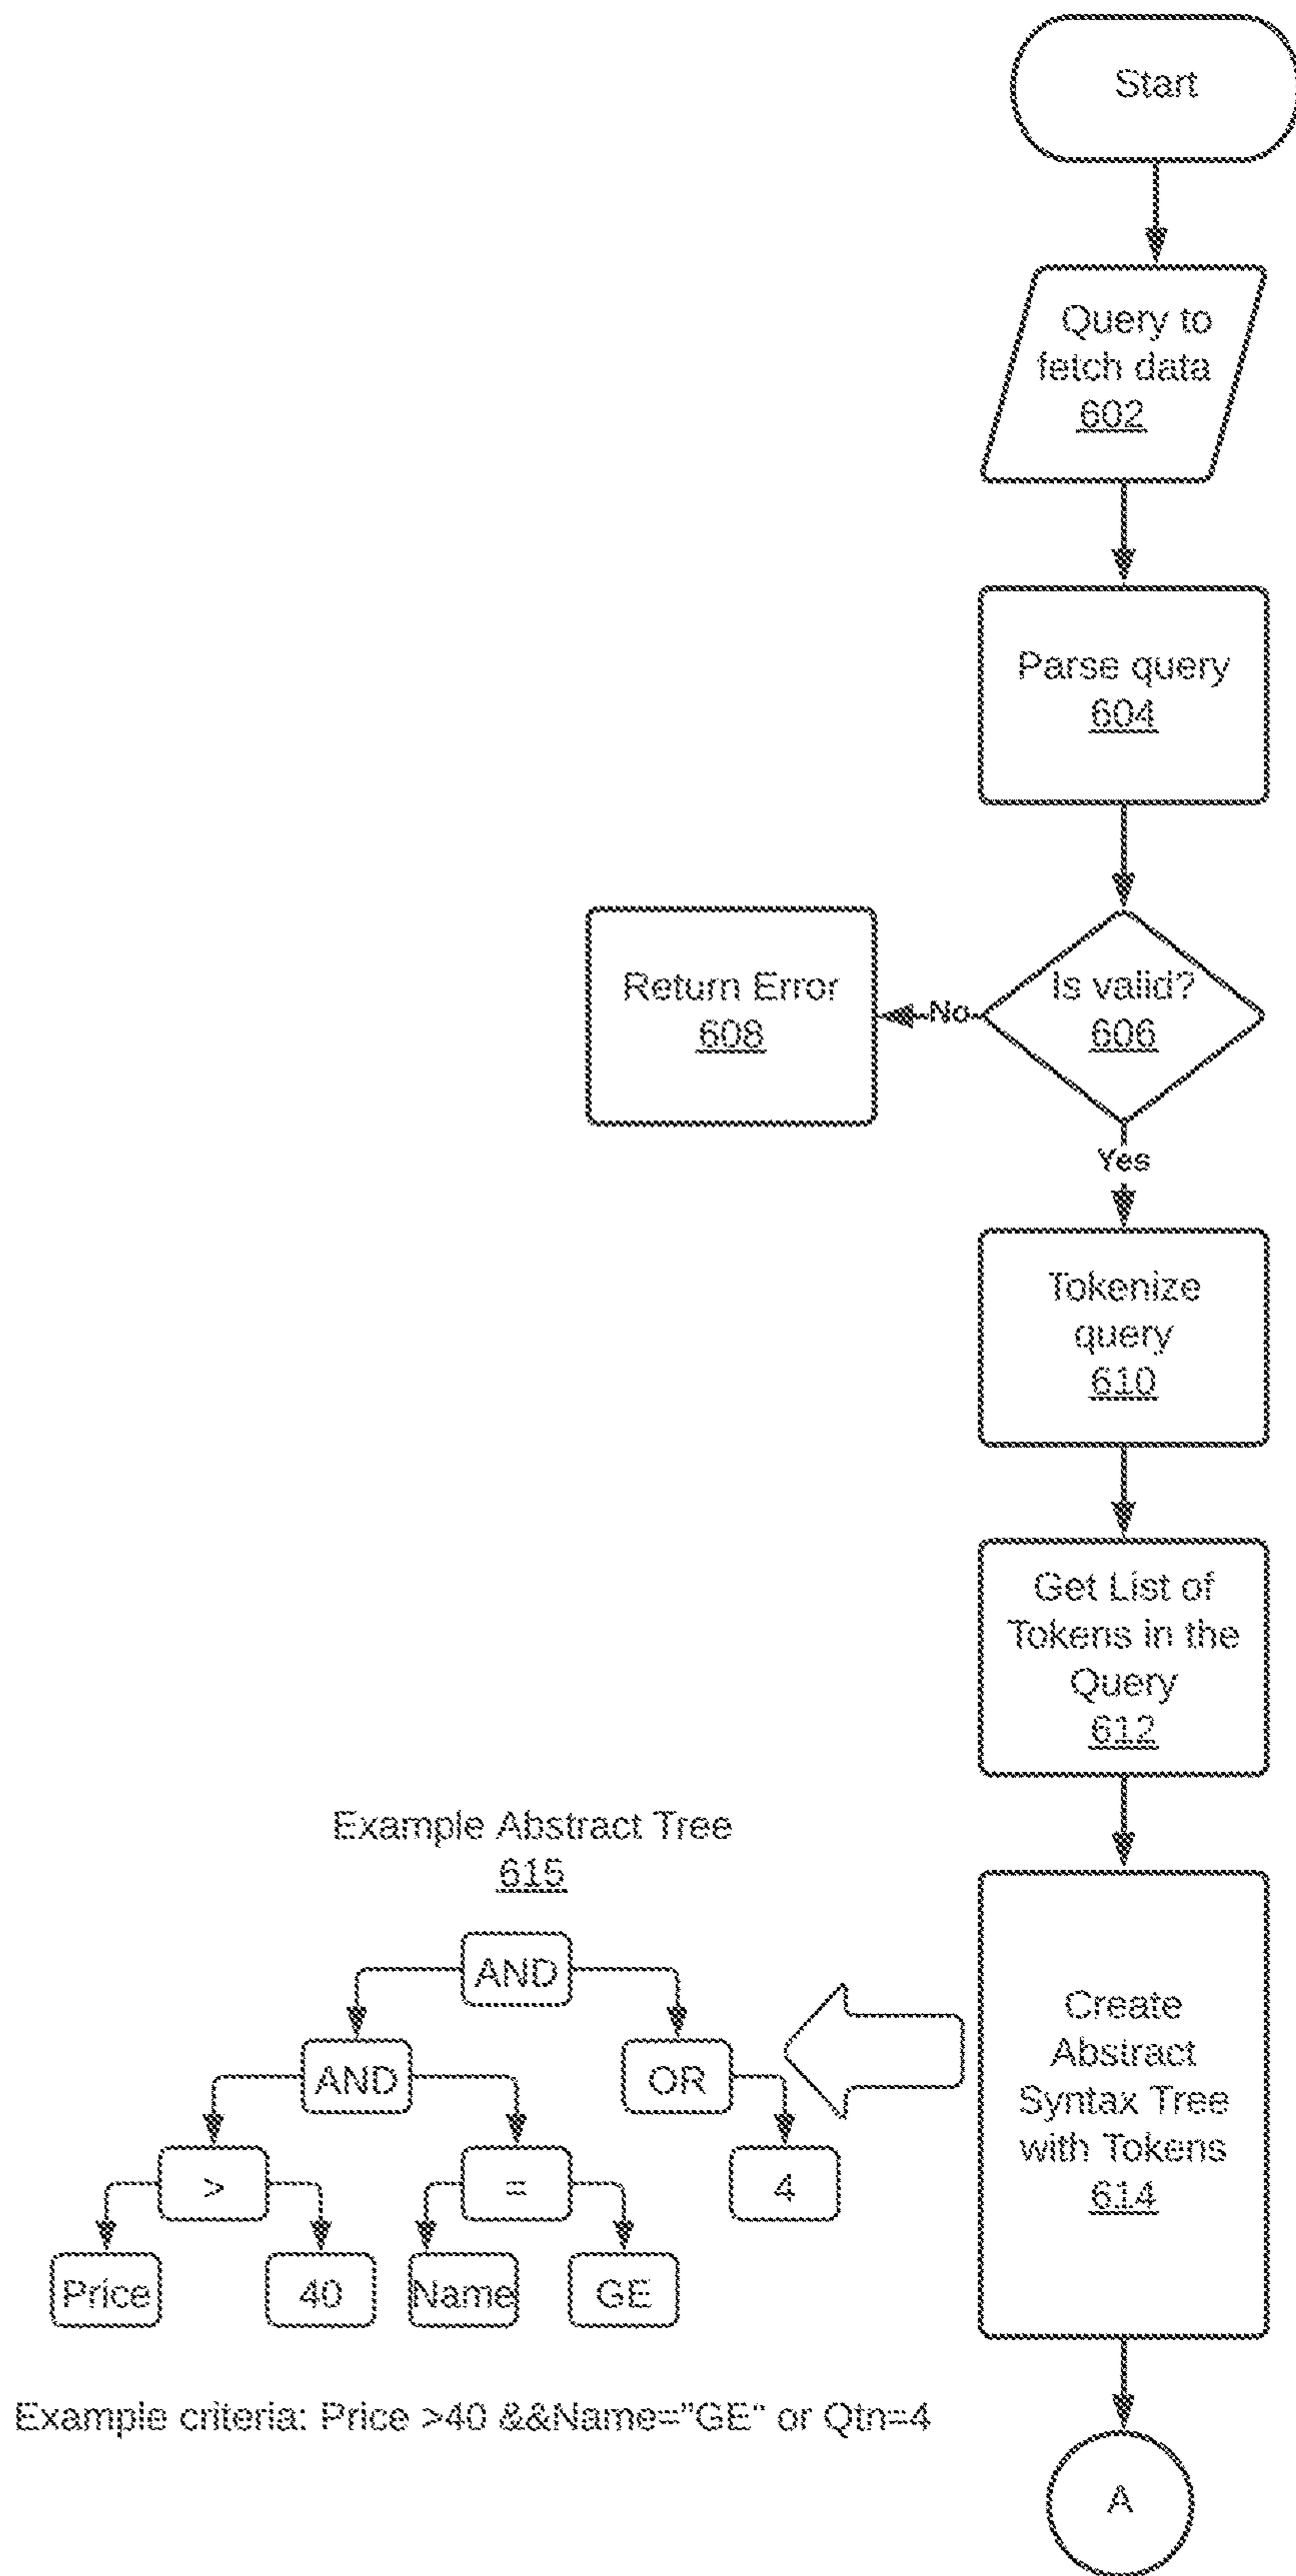 Start
Query to
fetch data
602
Parse query
604
Is valid?
606
No
Return Error
608
Yes
Tokenize
query
610
Get List of
Tokens in the
Query
612
Create
Abstract
Syntax Tree
with Tokens
614
Example Abstract Tree
615
AND
AND
OR
>
=
4
Price
40
Name
GE
Example criteria: Price >40 &&Name="GE" or Qtn=4
A